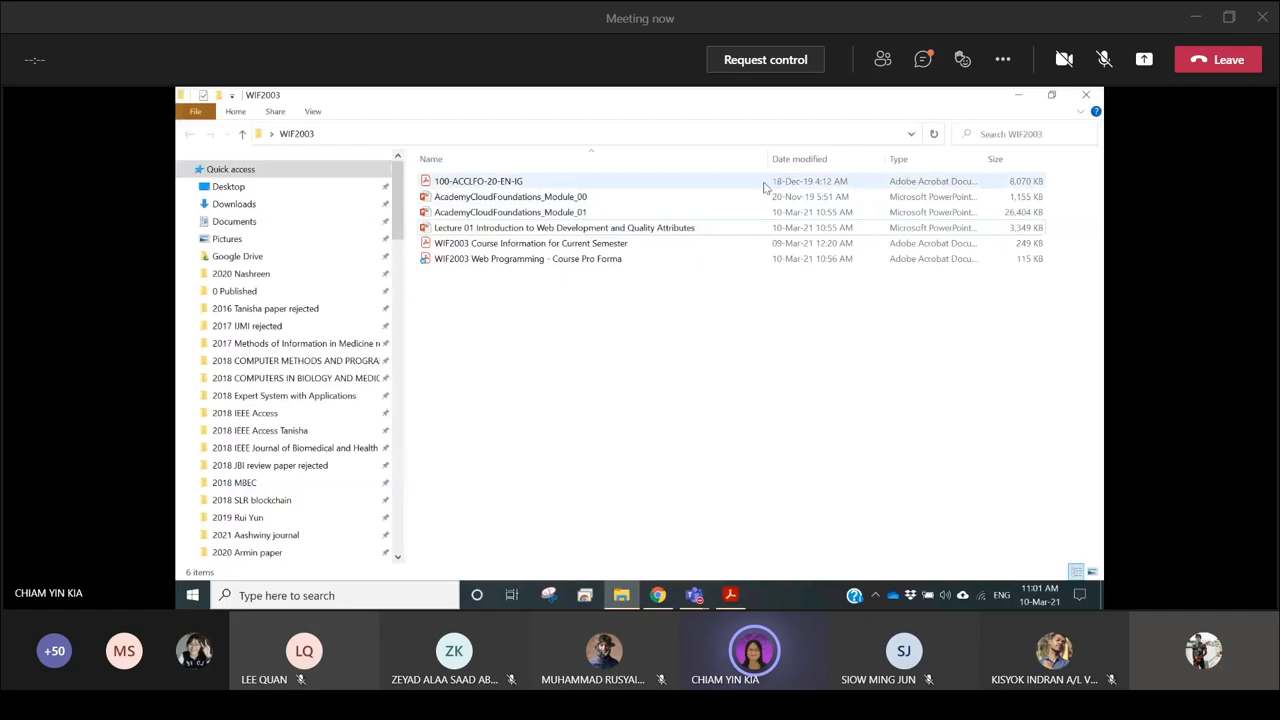 Meeting now
--:--
Request control
Leave
WIF2003
File Home Share View
WIF2003
Search WIF2003
Name Date modified Type Size
Quick access
Desktop
Downloads
Documents
Pictures
Google Drive
2020 Nashreen
0 Published
2016 Tanisha paper rejected
2017 IJMI rejected
2017 Methods of Information in Medicine r
2018 COMPUTER METHODS AND PROGRA
2018 COMPUTERS IN BIOLOGY AND MEDIC
2018 Expert System with Applications
2018 IEEE Access
2018 IEEE Access Tanisha
2018 IEEE Journal of Biomedical and Health
2018 JBI review paper rejected
2018 MBEC
2018 SLR blockchain
2019 Rui Yun
2021 Aashwiny journal
2020 Armin paper
100-ACCLFO-20-EN-IG 18-Dec-19 4:12 AM Adobe Acrobat Docu... 8,070 KB
AcademyCloudFoundations_Module_00 20-Nov-19 5:51 AM Microsoft PowerPoint... 1,155 KB
AcademyCloudFoundations_Module_01 10-Mar-21 10:55 AM Microsoft PowerPoint... 26,404 KB
Lecture 01 Introduction to Web Development and Quality Attributes 10-Mar-21 10:55 AM Microsoft PowerPoint... 3,349 KB
WIF2003 Course Information for Current Semester 09-Mar-21 12:20 AM Adobe Acrobat Docu... 249 KB
WIF2003 Web Programming - Course Pro Forma 10-Mar-21 10:56 AM Adobe Acrobat Docu... 115 KB
6 items
CHIAM YIN KIA
Type here to search
ENG
11:01 AM
10-Mar-21
+50
MS
LQ
LEE QUAN
ZK
ZEYAD ALAA SAAD AB...
MUHAMMAD RUSYAI...
CHIAM YIN KIA
SJ
SIOW MING JUN
KISYOK INDRAN A/L V...